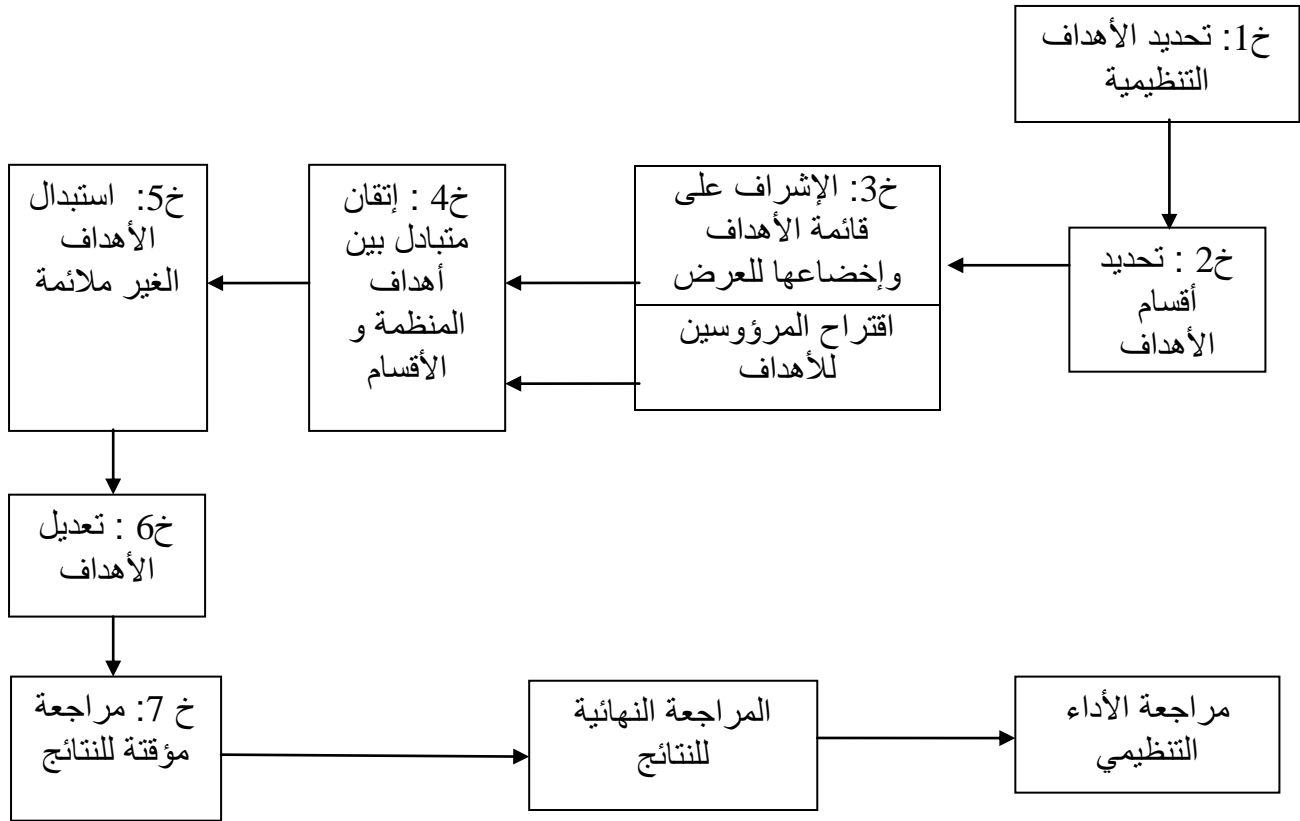 خ1: تحديد الأهداف
التنظيمية
خ2 : تحديد
أقسام
الأهداف
خ3: الإشراف على
قائمة الأهداف
وإخضاعها للعرض
اقتراح المرؤوسين
للأهداف
خ4 : إتقان
متبادل بين
أهداف
المنظمة و
الأقسام
خ5: استبدال
الأهداف
الغير ملائمة
خ6 : تعديل
الأهداف
خ 7: مراجعة
مؤقتة للنتائج
المراجعة النهائية
للنتائج
مراجعة الأداء
التنظيمي